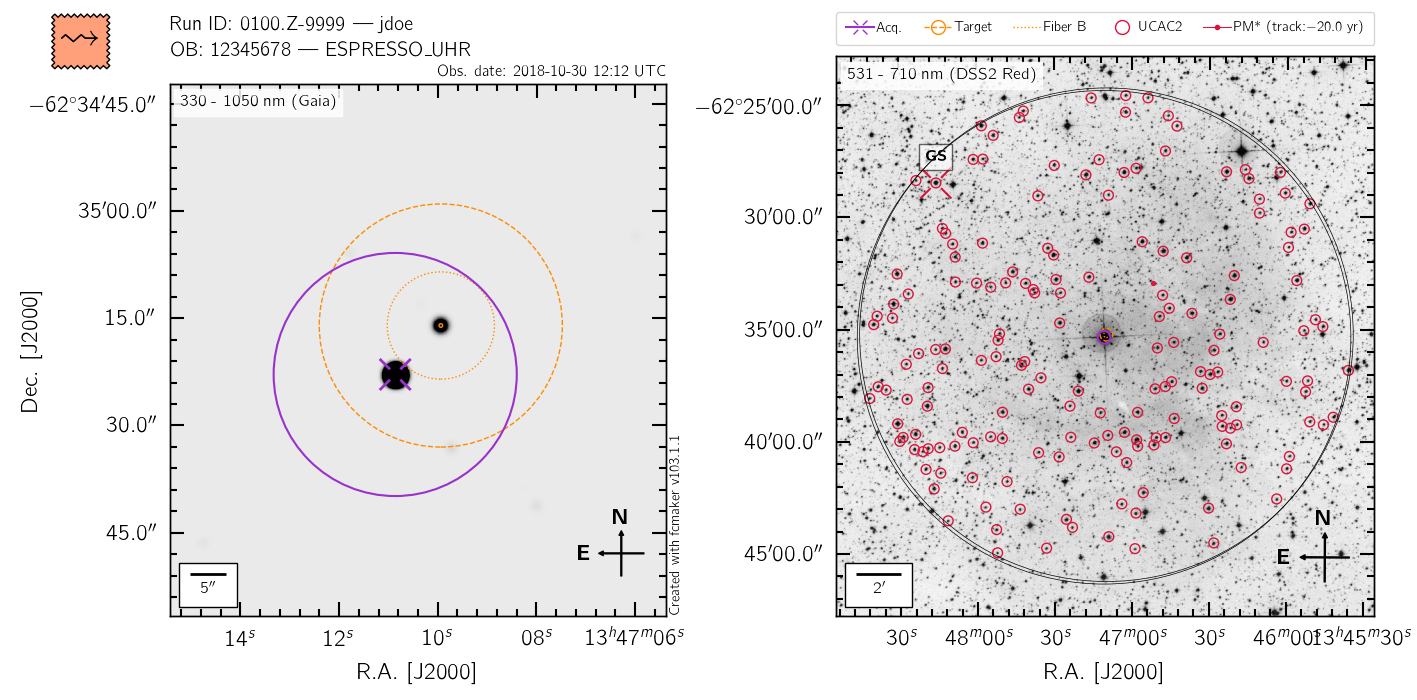 Run ID: 0100.Z-9999 — jdoe
OB: 12345678 — ESPRESSO_UHR
Obs. date: 2018-10-30 12:12 UTC
330 - 1050 nm (Gaia)
−62°34′45.0″
35′00.0″
15.0″
30.0″
45.0″
Dec. [J2000]
N
E
5″
Created with fcmaker v103.1.1
14ˢ 12ˢ 10ˢ 08ˢ 13ʰ47ᵐ06ˢ
R.A. [J2000]
Acq. Target Fiber B UCAC2 PM* (track:−20.0 yr)
531 - 710 nm (DSS2 Red)
GS
−62°25′00.0″
30′00.0″
35′00.0″
40′00.0″
45′00.0″
N
E
2′
30ˢ 48ᵐ00ˢ 30ˢ 47ᵐ00ˢ 30ˢ 46ᵐ00ˢ 13ʰ45ᵐ30ˢ
R.A. [J2000]